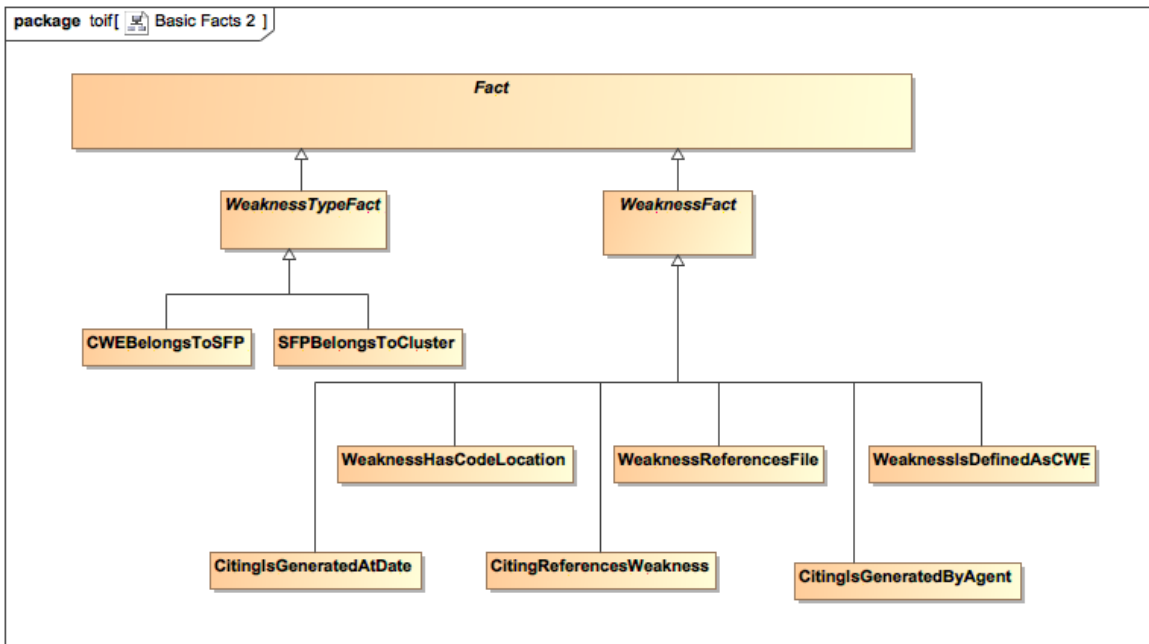 package toif[ Basic Facts 2 ]
Fact
WeaknessTypeFact
WeaknessFact
CWEBelongsToSFP
SFPBelongsToCluster
WeaknessHasCodeLocation
WeaknessReferencesFile
WeaknessIsDefinedAsCWE
CitingIsGeneratedAtDate
CitingReferencesWeakness
CitingIsGeneratedByAgent